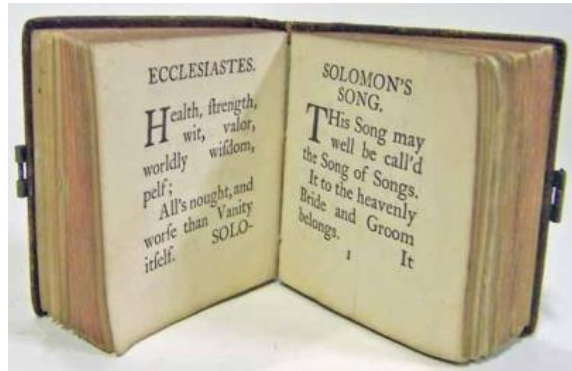 ECCLESIASTES.
Health, ſtrength,
wit, valor,
worldly wiſdom,
pelf;
All's nought, and
worſe than Vanity
itſelf. SOLO-
SOLOMON'S
SONG.
THis Song may
well be call'd
the Song of Songs.
It to the heavenly
Bride and Groom
belongs.
1 It